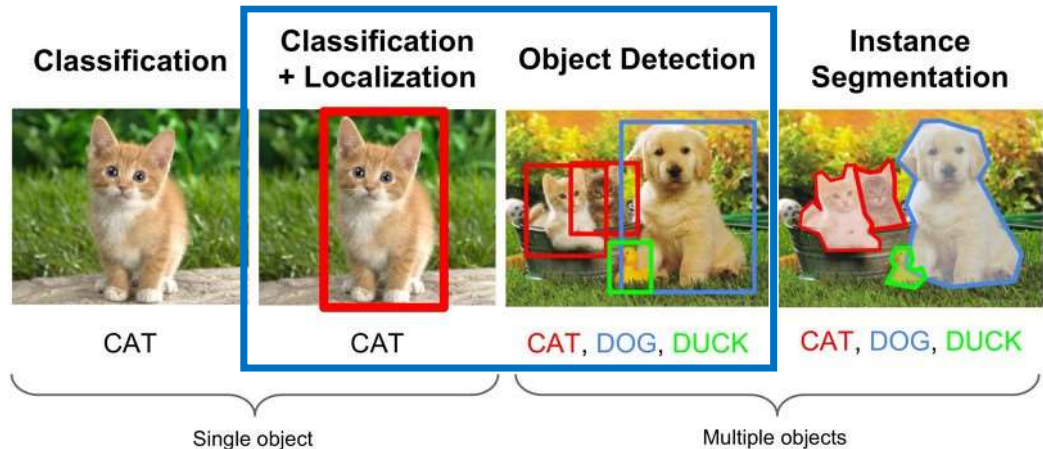 Classification
Classification
+ Localization
Object Detection
Instance
Segmentation
CAT
CAT
CAT, DOG, DUCK
CAT, DOG, DUCK
Single object
Multiple objects